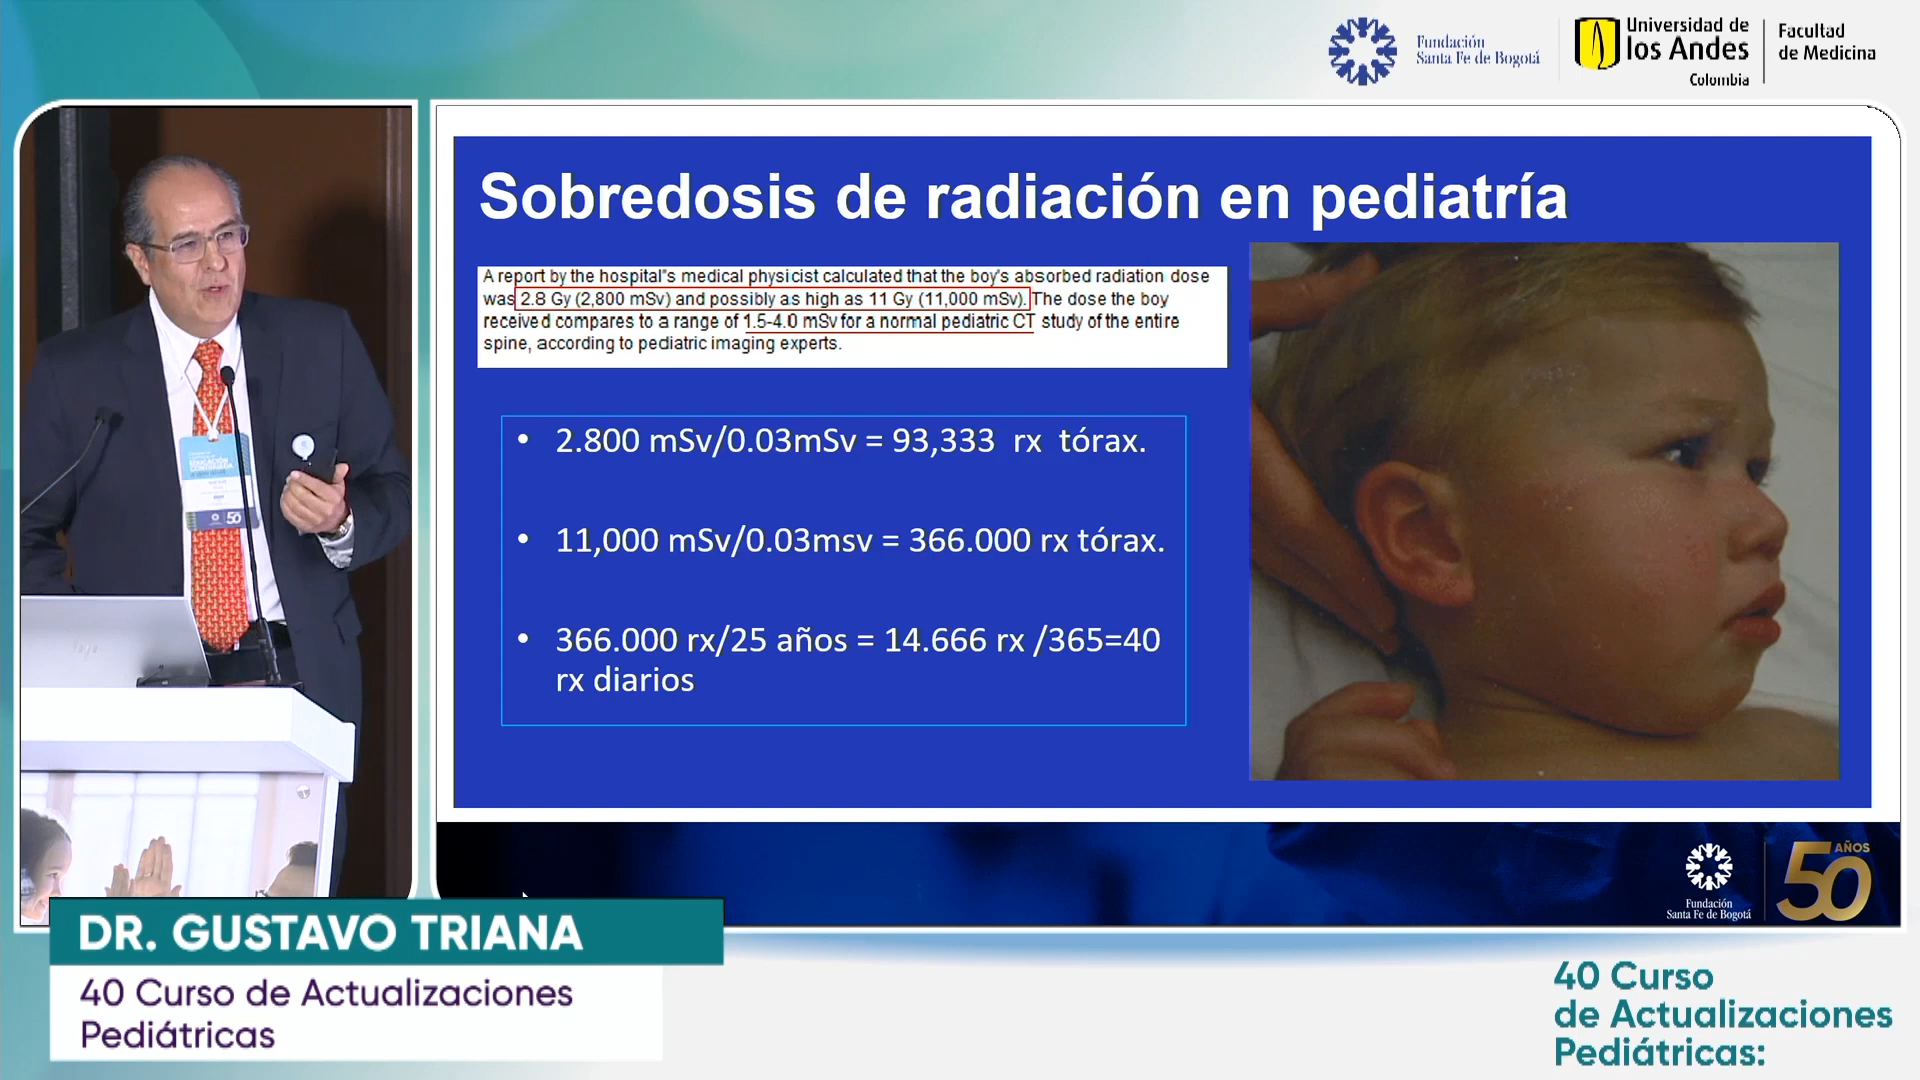 Fundación
Santa Fe de Bogotá
Universidad de
los Andes
Colombia
Facultad
de Medicina
Sobredosis de radiación en pediatría
A report by the hospital"s medical physicist calculated that the boy's absorbed radiation dose
was 2.8 Gy (2,800 mSv) and possibly as high as 11 Gy (11,000 mSv). The dose the boy
received compares to a range of 1.5-4.0 mSv for a normal pediatric CT study of the entire
spine, according to pediatric imaging experts.
• 2.800 mSv/0.03mSv = 93,333 rx tórax.
• 11,000 mSv/0.03msv = 366.000 rx tórax.
• 366.000 rx/25 años = 14.666 rx /365=40
rx diarios
Fundación
Santa Fe de Bogotá
50
AÑOS
DR. GUSTAVO TRIANA
40 Curso de Actualizaciones
Pediátricas
40 Curso
de Actualizaciones
Pediátricas: